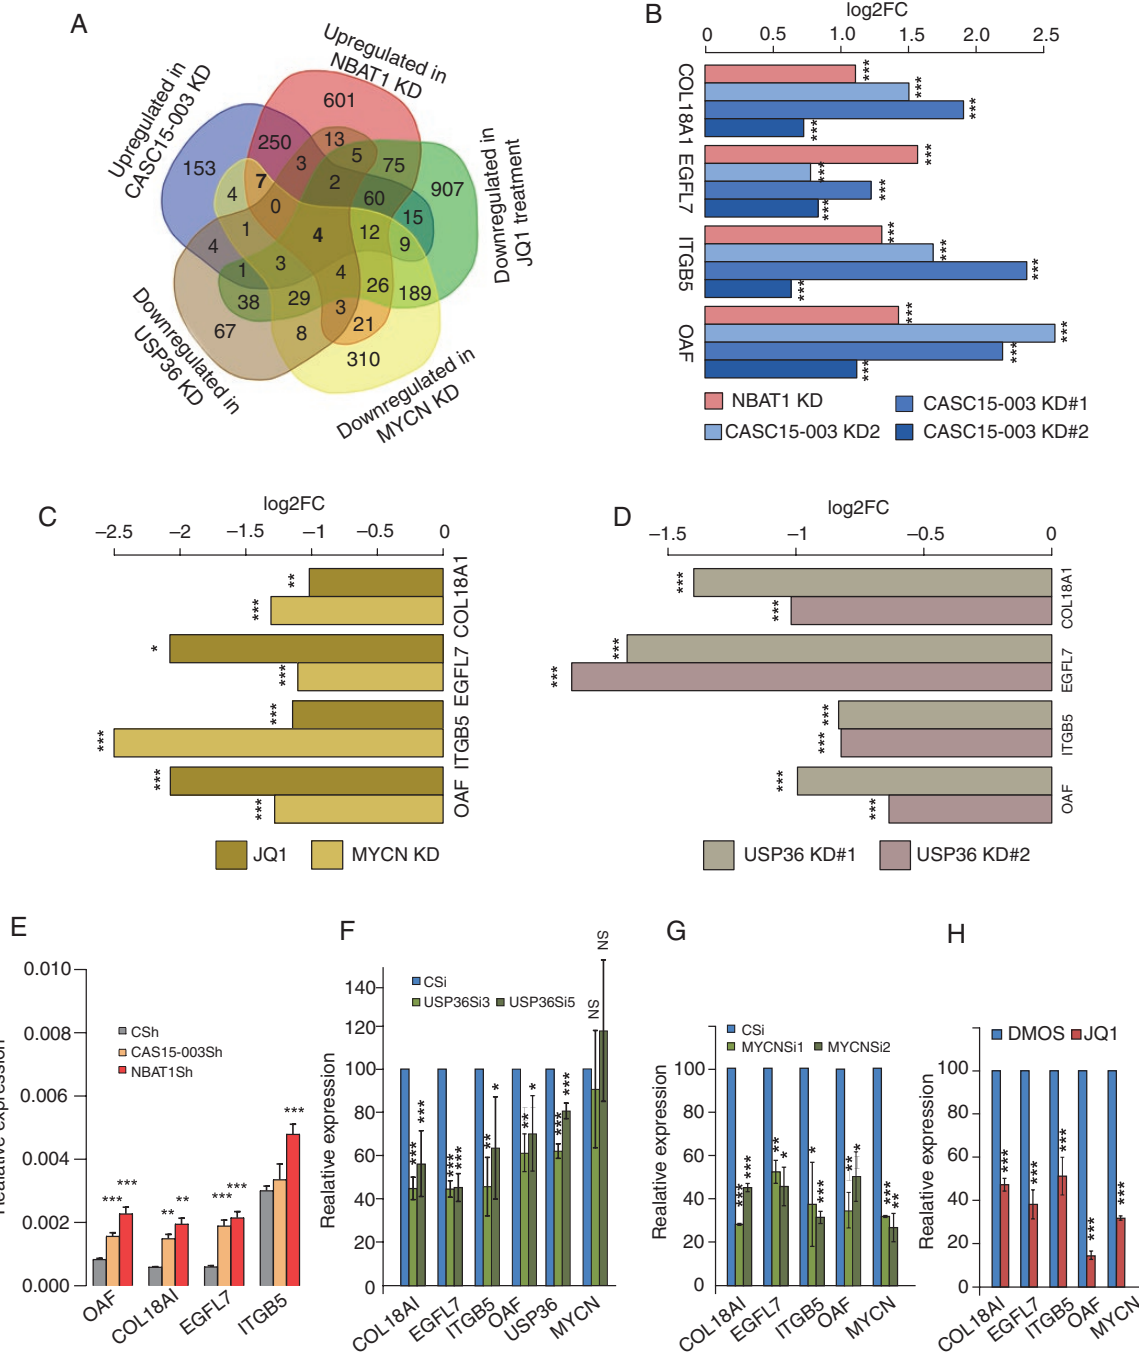 A
Upregulated in
CASC15-003 KD
Upregulated in
NBAT1 KD
Downregulated in
JQ1 treatment
Downregulated in
MYCN KD
Downregulated in
USP36 KD
601
153
250
13
3
5
75
907
7
4
2
60
15
0
1
4
12
9
4
1
3
4
26
189
38
29
3
21
67
8
310
B
log2FC
0 0.5 1.0 1.5 2.0 2.5
COL18A1
*** *** *** ***
EGFL7
*** *** *** ***
ITGB5
*** *** *** ***
OAF
*** *** *** ***
NBAT1 KD
CASC15-003 KD#1
CASC15-003 KD2
CASC15-003 KD#2
C
log2FC
−2.5 −2 −1.5 −1 −0.5 0
COL18A1
** ***
EGFL7
* ***
ITGB5
*** ***
OAF
*** ***
JQ1
MYCN KD
D
log2FC
−1.5 −1 −0.5 0
COL18A1
*** ***
EGFL7
*** ***
ITGB5
*** ***
OAF
*** ***
USP36 KD#1
USP36 KD#2
E
0.010
0.008
0.006
0.004
0.002
0.000
CSh
CAS15-003Sh
NBAT1Sh
*** *** ** ** *** *** ***
OAF
COL18AI
EGFL7
ITGB5
F
Realative expression
140
120
100
80
60
40
20
0
CSi
USP36Si3 USP36Si5
*** *** *** *** ** * ** * *** *** NS NS
COL18AI
EGFL7
ITGB5
OAF
USP36
MYCN
G
Realative expression
100
80
60
40
20
0
CSi
MYCNSi1 MYCNSi2
*** *** ** * * *** ** * *** **
COL18AI
EGFL7
ITGB5
OAF
MYCN
H
Realative expression
100
80
60
40
20
0
DMOS JQ1
*** *** *** *** ***
COL18AI
EGFL7
ITGB5
OAF
MYCN